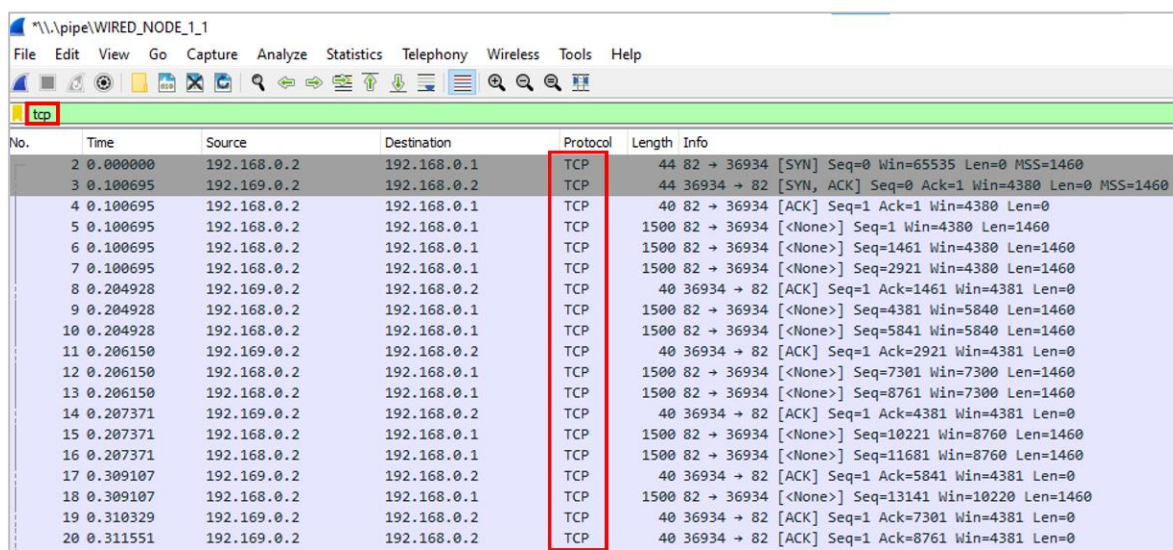 *\\.\pipe\WIRED_NODE_1_1
File Edit View Go Capture Analyze Statistics Telephony Wireless Tools Help
tcp
No. Time Source Destination Protocol Length Info
2 0.000000 192.168.0.2 192.168.0.1 TCP 44 82 → 36934 [SYN] Seq=0 Win=65535 Len=0 MSS=1460
3 0.100695 192.169.0.2 192.168.0.2 TCP 44 36934 → 82 [SYN, ACK] Seq=0 Ack=1 Win=4380 Len=0 MSS=1460
4 0.100695 192.168.0.2 192.168.0.1 TCP 40 82 → 36934 [ACK] Seq=1 Ack=1 Win=4380 Len=0
5 0.100695 192.168.0.2 192.168.0.1 TCP 1500 82 → 36934 [<None>] Seq=1 Win=4380 Len=1460
6 0.100695 192.168.0.2 192.168.0.1 TCP 1500 82 → 36934 [<None>] Seq=1461 Win=4380 Len=1460
7 0.100695 192.168.0.2 192.168.0.1 TCP 1500 82 → 36934 [<None>] Seq=2921 Win=4380 Len=1460
8 0.204928 192.169.0.2 192.168.0.2 TCP 40 36934 → 82 [ACK] Seq=1 Ack=1461 Win=4381 Len=0
9 0.204928 192.168.0.2 192.168.0.1 TCP 1500 82 → 36934 [<None>] Seq=4381 Win=5840 Len=1460
10 0.204928 192.168.0.2 192.168.0.1 TCP 1500 82 → 36934 [<None>] Seq=5841 Win=5840 Len=1460
11 0.206150 192.169.0.2 192.168.0.2 TCP 40 36934 → 82 [ACK] Seq=1 Ack=2921 Win=4381 Len=0
12 0.206150 192.168.0.2 192.168.0.1 TCP 1500 82 → 36934 [<None>] Seq=7301 Win=7300 Len=1460
13 0.206150 192.168.0.2 192.168.0.1 TCP 1500 82 → 36934 [<None>] Seq=8761 Win=7300 Len=1460
14 0.207371 192.169.0.2 192.168.0.2 TCP 40 36934 → 82 [ACK] Seq=1 Ack=4381 Win=4381 Len=0
15 0.207371 192.168.0.2 192.168.0.1 TCP 1500 82 → 36934 [<None>] Seq=10221 Win=8760 Len=1460
16 0.207371 192.168.0.2 192.168.0.1 TCP 1500 82 → 36934 [<None>] Seq=11681 Win=8760 Len=1460
17 0.309107 192.169.0.2 192.168.0.2 TCP 40 36934 → 82 [ACK] Seq=1 Ack=5841 Win=4381 Len=0
18 0.309107 192.168.0.2 192.168.0.1 TCP 1500 82 → 36934 [<None>] Seq=13141 Win=10220 Len=1460
19 0.310329 192.169.0.2 192.168.0.2 TCP 40 36934 → 82 [ACK] Seq=1 Ack=7301 Win=4381 Len=0
20 0.311551 192.169.0.2 192.168.0.2 TCP 40 36934 → 82 [ACK] Seq=1 Ack=8761 Win=4381 Len=0